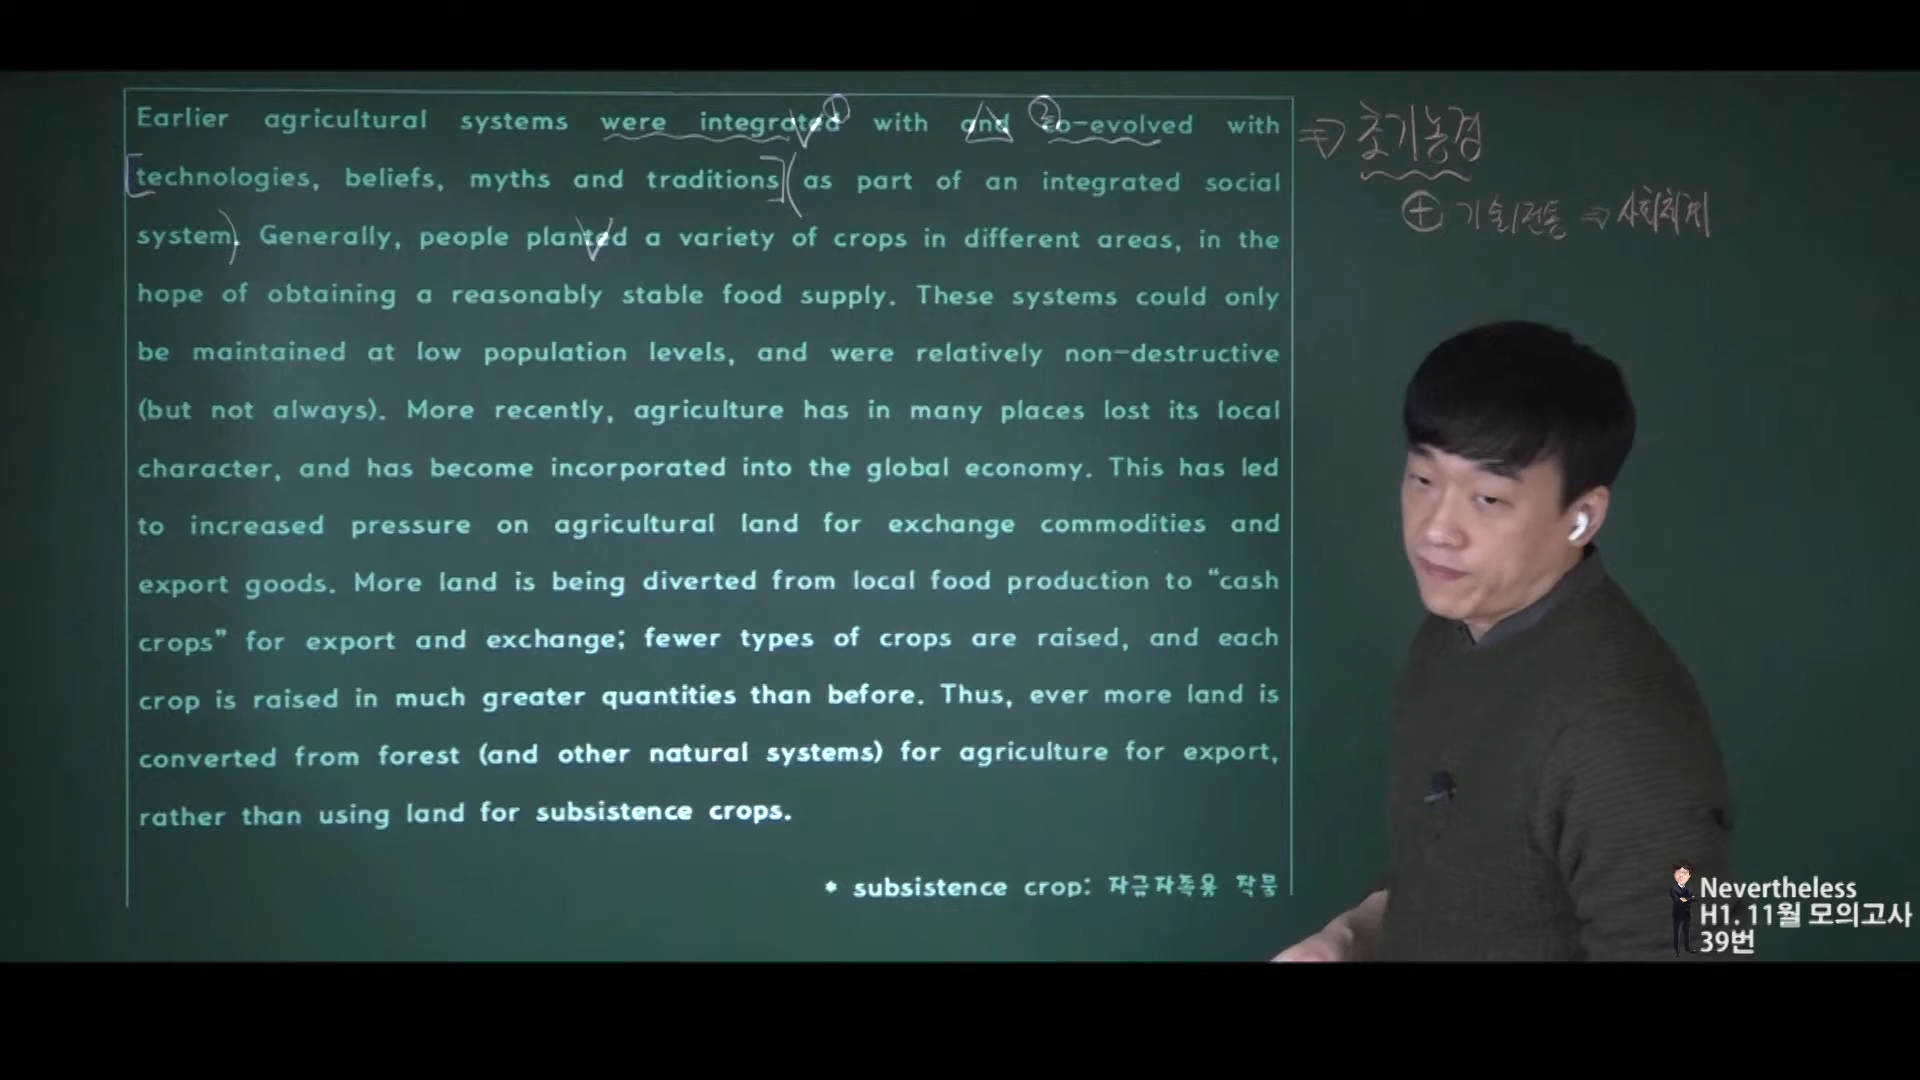 Earlier agricultural systems were integrated with and co-evolved with
technologies, beliefs, myths and traditions as part of an integrated social
system. Generally, people planted a variety of crops in different areas, in the
hope of obtaining a reasonably stable food supply. These systems could only
be maintained at low population levels, and were relatively non-destructive
(but not always). More recently, agriculture has in many places lost its local
character, and has become incorporated into the global economy. This has led
to increased pressure on agricultural land for exchange commodities and
export goods. More land is being diverted from local food production to “cash
crops” for export and exchange; fewer types of crops are raised, and each
crop is raised in much greater quantities than before. Thus, ever more land is
converted from forest (and other natural systems) for agriculture for export,
rather than using land for subsistence crops.
* subsistence crop: 자급자족용 작물
① ②
⇒ 초기농경
⊕ 기술/전통 ⇒ 사회체계
Nevertheless
H1. 11월 모의고사
39번